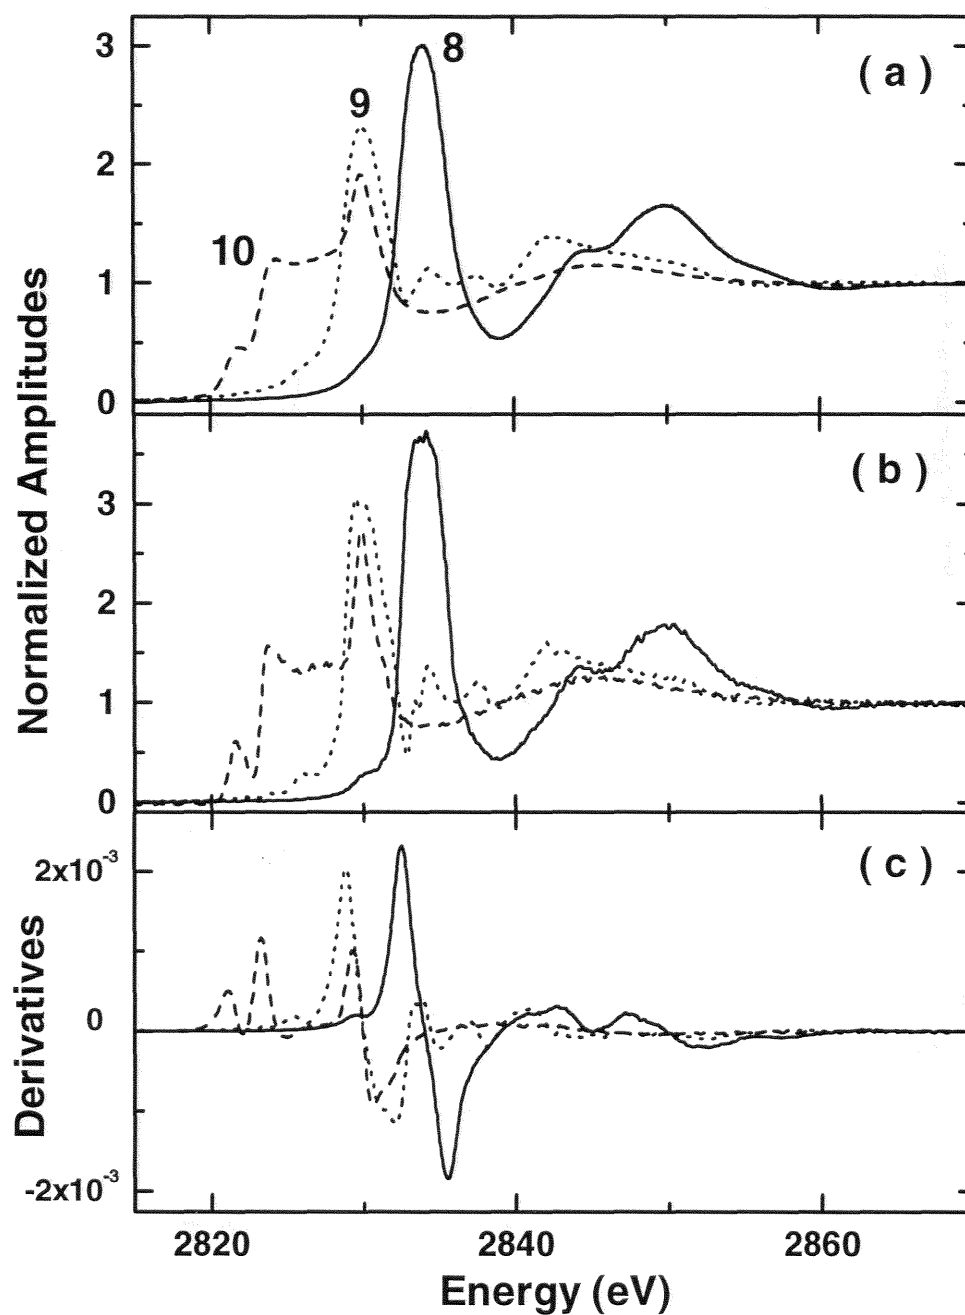 3
8
( a )
9
2
10
1
0
Normalized Amplitudes
( b )
3
2
1
0
( c )
2x10-3
0
Derivatives
-2x10-3
2820
2840
2860
Energy (eV)